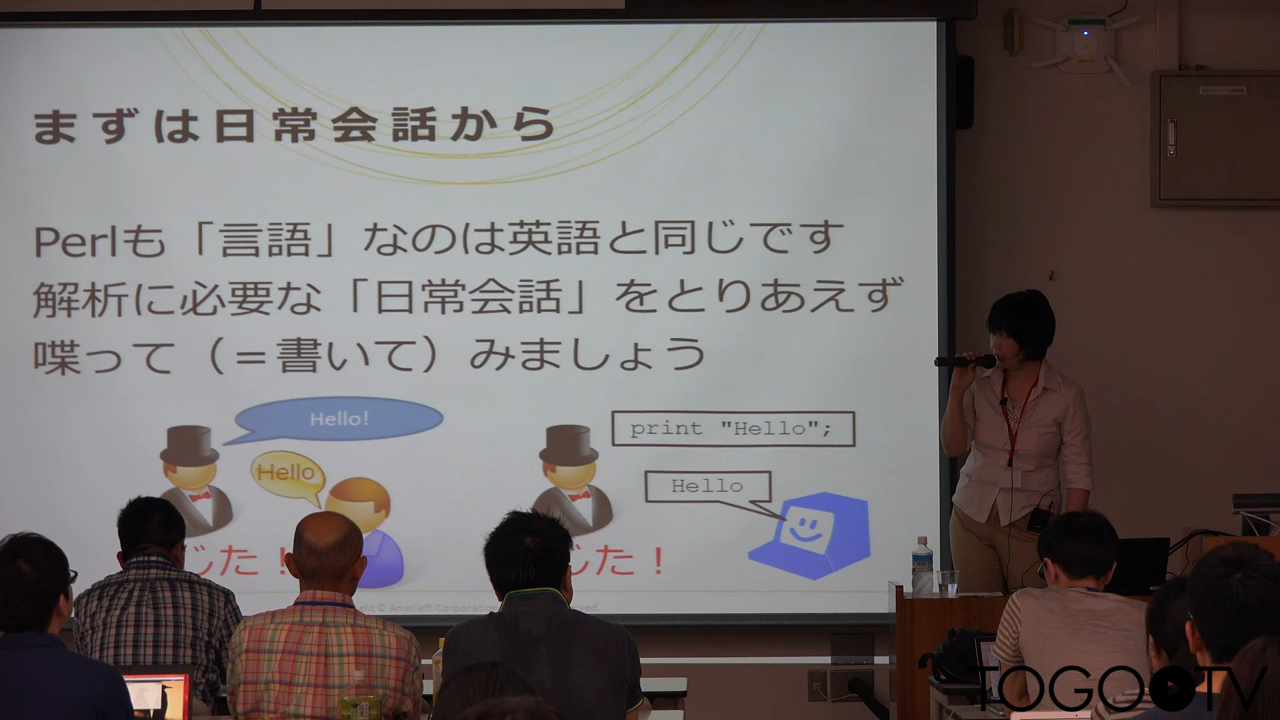 まずは日常会話から
Perlも「言語」なのは英語と同じです
解析に必要な「日常会話」をとりあえず
喋って（＝書いて）みましょう
Hello!
Hello
print "Hello";
Hello
じた！
じた！
© Amelieff Corporation
TOGOTV